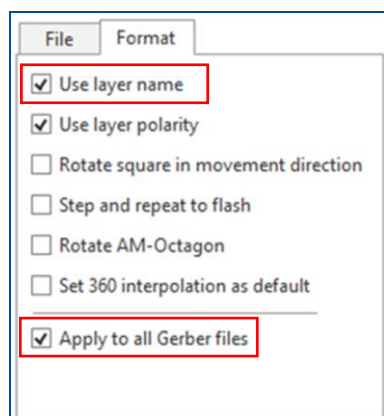 File Format
Use layer name
Use layer polarity
Rotate square in movement direction
Step and repeat to flash
Rotate AM-Octagon
Set 360 interpolation as default
Apply to all Gerber files